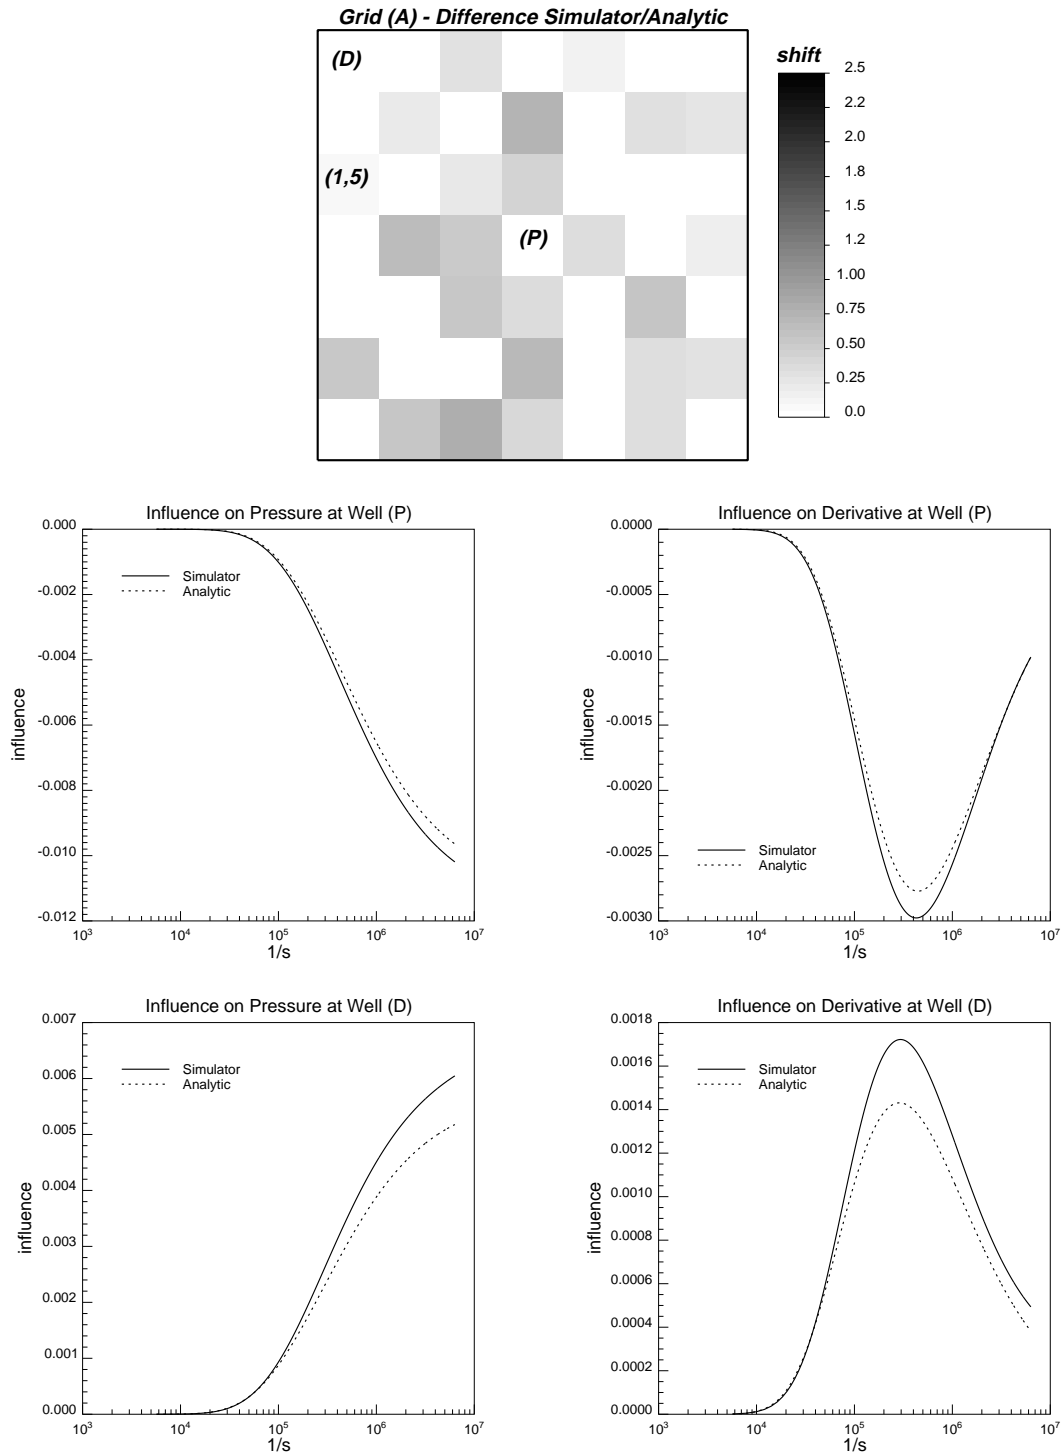 Grid (A) - Difference Simulator/Analytic
shift
(D)
(1,5)
(P)
2.5
2.2
2.0
1.8
1.5
1.2
1.00
0.75
0.50
0.25
0.0
Influence on Pressure at Well (P)
0.000
-0.002
-0.004
-0.006
-0.008
-0.010
-0.012
influence
Simulator
Analytic
10³ 10⁴ 10⁵ 10⁶ 10⁷
1/s
Influence on Derivative at Well (P)
0.0000
-0.0005
-0.0010
-0.0015
-0.0020
-0.0025
-0.0030
influence
Simulator
Analytic
10³ 10⁴ 10⁵ 10⁶ 10⁷
1/s
Influence on Pressure at Well (D)
0.007
0.006
0.005
0.004
0.003
0.002
0.001
0.000
influence
Simulator
Analytic
10³ 10⁴ 10⁵ 10⁶ 10⁷
1/s
Influence on Derivative at Well (D)
0.0018
0.0016
0.0014
0.0012
0.0010
0.0008
0.0006
0.0004
0.0002
0.0000
influence
Simulator
Analytic
10³ 10⁴ 10⁵ 10⁶ 10⁷
1/s